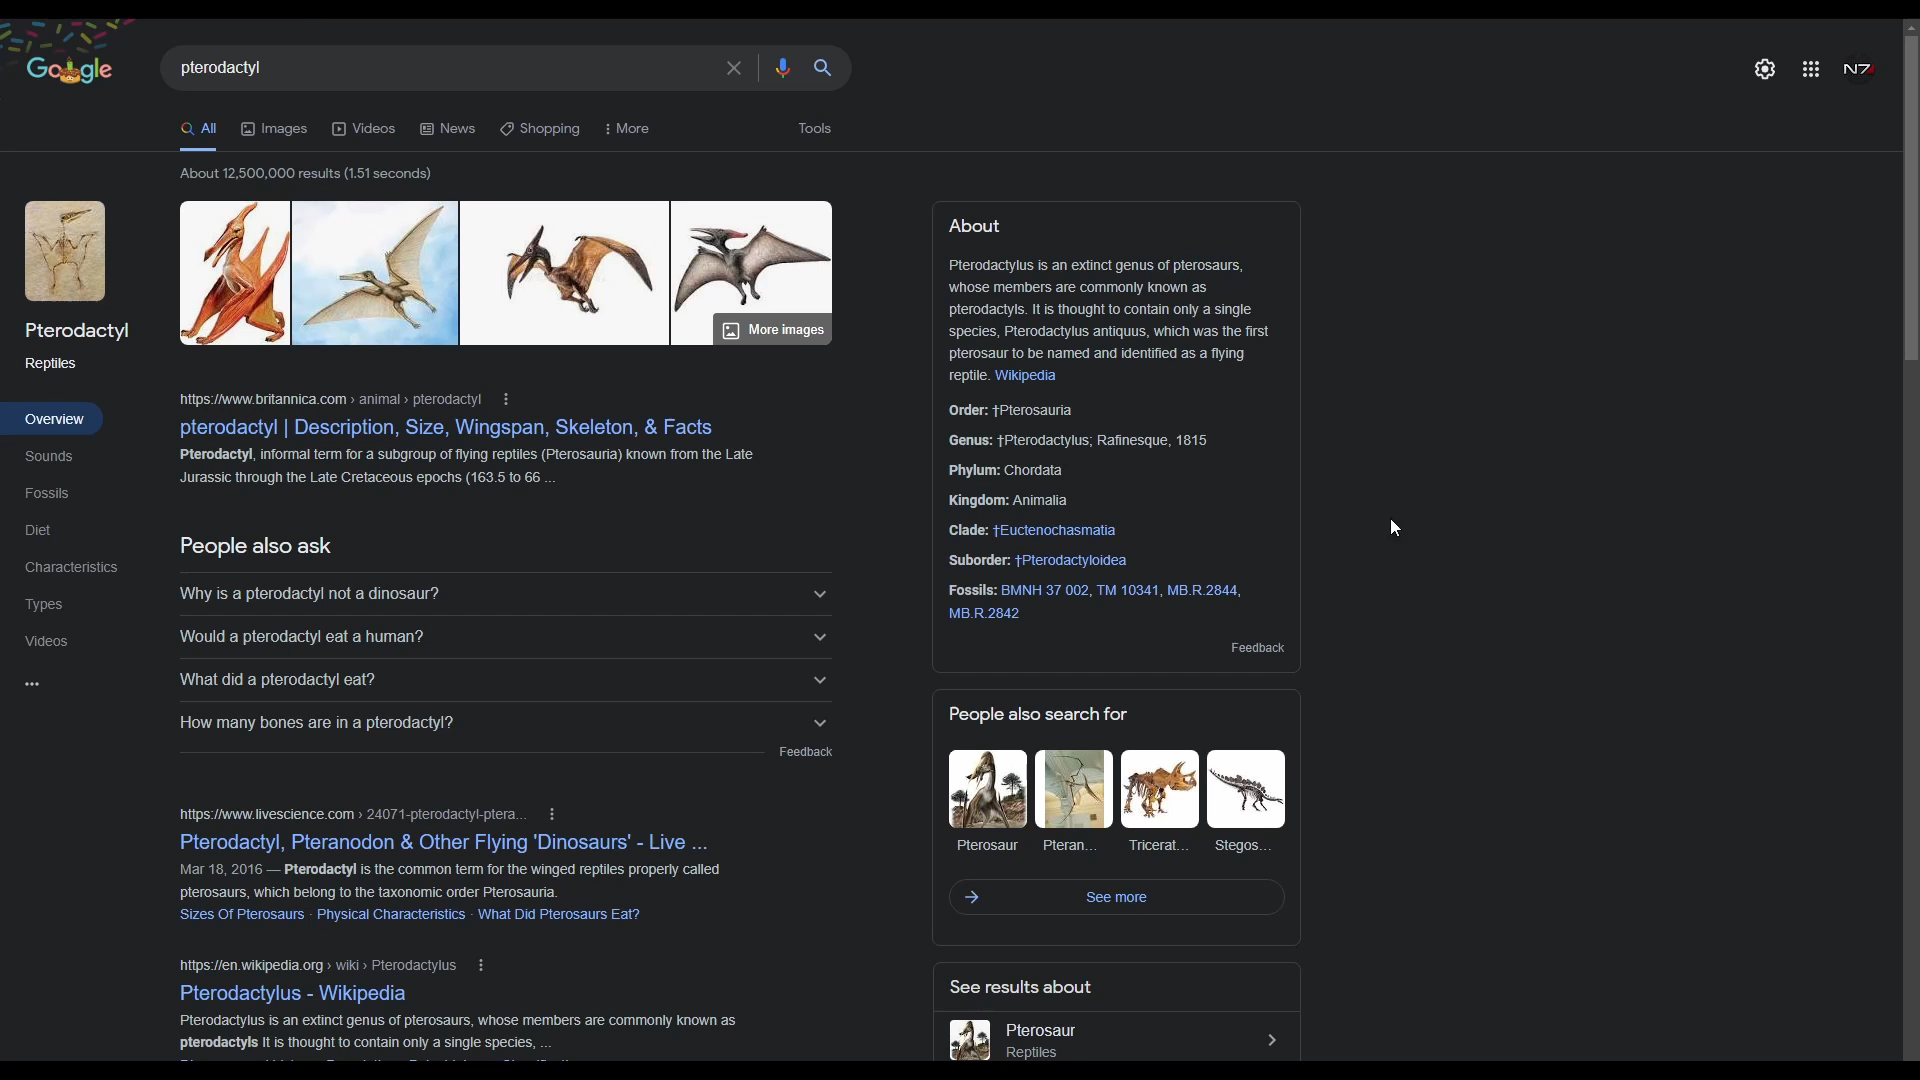 Google
pterodactyl
N7
All
Images
Videos
News
Shopping
More
Tools
About 12,500,000 results (1.51 seconds)
Pterodactyl
Reptiles
Overview
Sounds
Fossils
Diet
Characteristics
Types
Videos
More images
https://www.britannica.com › animal › pterodactyl
pterodactyl | Description, Size, Wingspan, Skeleton, & Facts
Pterodactyl, informal term for a subgroup of flying reptiles (Pterosauria) known from the Late
Jurassic through the Late Cretaceous epochs (163.5 to 66 ...
People also ask
Why is a pterodactyl not a dinosaur?
Would a pterodactyl eat a human?
What did a pterodactyl eat?
How many bones are in a pterodactyl?
Feedback
https://www.livescience.com › 24071-pterodactyl-ptera...
Pterodactyl, Pteranodon & Other Flying 'Dinosaurs' - Live ...
Mar 18, 2016 — Pterodactyl is the common term for the winged reptiles properly called
pterosaurs, which belong to the taxonomic order Pterosauria.
Sizes Of Pterosaurs · Physical Characteristics · What Did Pterosaurs Eat?
https://en.wikipedia.org › wiki › Pterodactylus
Pterodactylus - Wikipedia
Pterodactylus is an extinct genus of pterosaurs, whose members are commonly known as
pterodactyls It is thought to contain only a single species, ...
About
Pterodactylus is an extinct genus of pterosaurs,
whose members are commonly known as
pterodactyls. It is thought to contain only a single
species, Pterodactylus antiquus, which was the first
pterosaur to be named and identified as a flying
reptile. Wikipedia
Order: †Pterosauria
Genus: †Pterodactylus; Rafinesque, 1815
Phylum: Chordata
Kingdom: Animalia
Clade: †Euctenochasmatia
Suborder: †Pterodactyloidea
Fossils: BMNH 37 002, TM 10341, MB.R.2844,
MB.R.2842
Feedback
People also search for
Pterosaur
Pteran...
Tricerat...
Stegos...
See more
See results about
Pterosaur
Reptiles